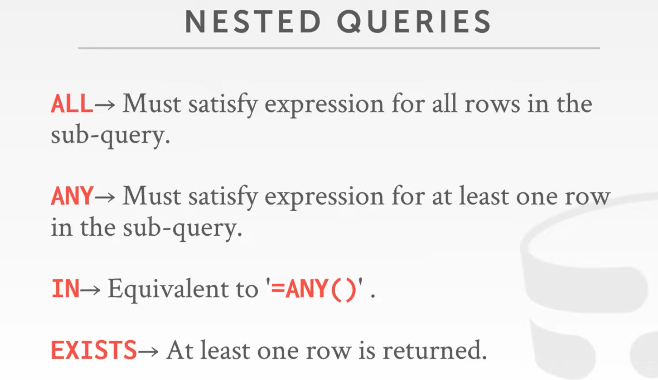 NESTED QUERIES
ALL→ Must satisfy expression for all rows in the
sub-query.
ANY→ Must satisfy expression for at least one row
in the sub-query.
IN→ Equivalent to '=ANY()' .
EXISTS→ At least one row is returned.